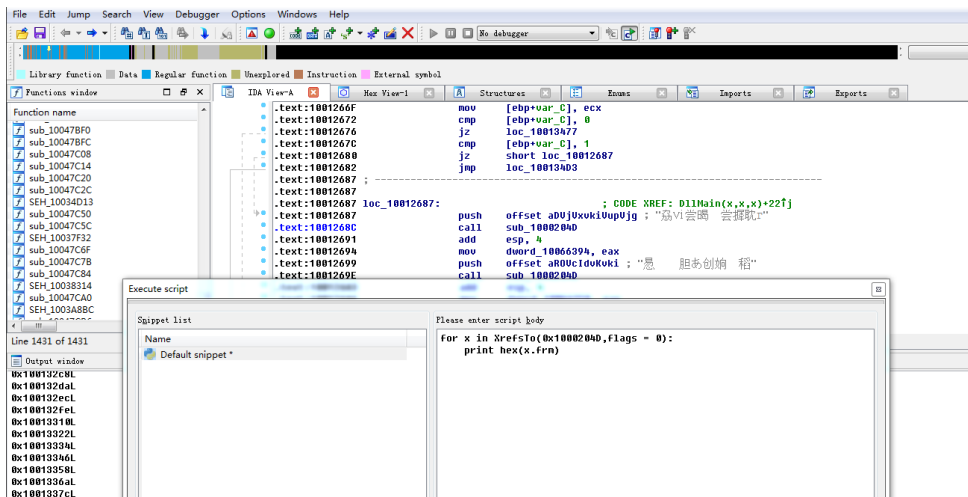 File Edit Jump Search View Debugger Options Windows Help
No debugger
Library function Data Regular function Unexplored Instruction External symbol
Functions window
IDA View-A Hex View-1 Structures Enums Imports Exports
Function name
sub_10047BF0
sub_10047BFC
sub_10047C08
sub_10047C14
sub_10047C20
sub_10047C2C
SEH_10034D13
sub_10047C50
sub_10047C5C
SEH_10037F32
sub_10047C6F
sub_10047C7B
sub_10047C84
SEH_10038314
sub_10047CA0
SEH_1003A8BC
Line 1431 of 1431
.text:1001266F mov [ebp+var_C], ecx
.text:10012672 cmp [ebp+var_C], 0
.text:10012676 jz loc_10013477
.text:1001267C cmp [ebp+var_C], 1
.text:10012680 jz short loc_10012687
.text:10012682 jmp loc_100134D3
.text:10012687 ; ---------------------------------------------------------------------------
.text:10012687
.text:10012687 loc_10012687: ; CODE XREF: DllMain(x,x,x)+22↑j
.text:10012687 push offset aDVjVxvkiVupVjg ;
.text:1001268C call sub_1000204D
.text:10012691 add esp, 4
.text:10012694 mov dword_10066394, eax
.text:10012699 push offset aROVcIdvKvki ;
.text:1001269E call sub_1000204D
Output window
0x100132c8L
0x100132daL
0x100132ecL
0x100132feL
0x10013310L
0x10013322L
0x10013334L
0x10013346L
0x10013358L
0x1001336aL
0x1001337cL
Execute script
Snippet list
Name
Default snippet *
Please enter script body
for x in XrefsTo(0x1000204D,flags = 0):
print hex(x.frm)